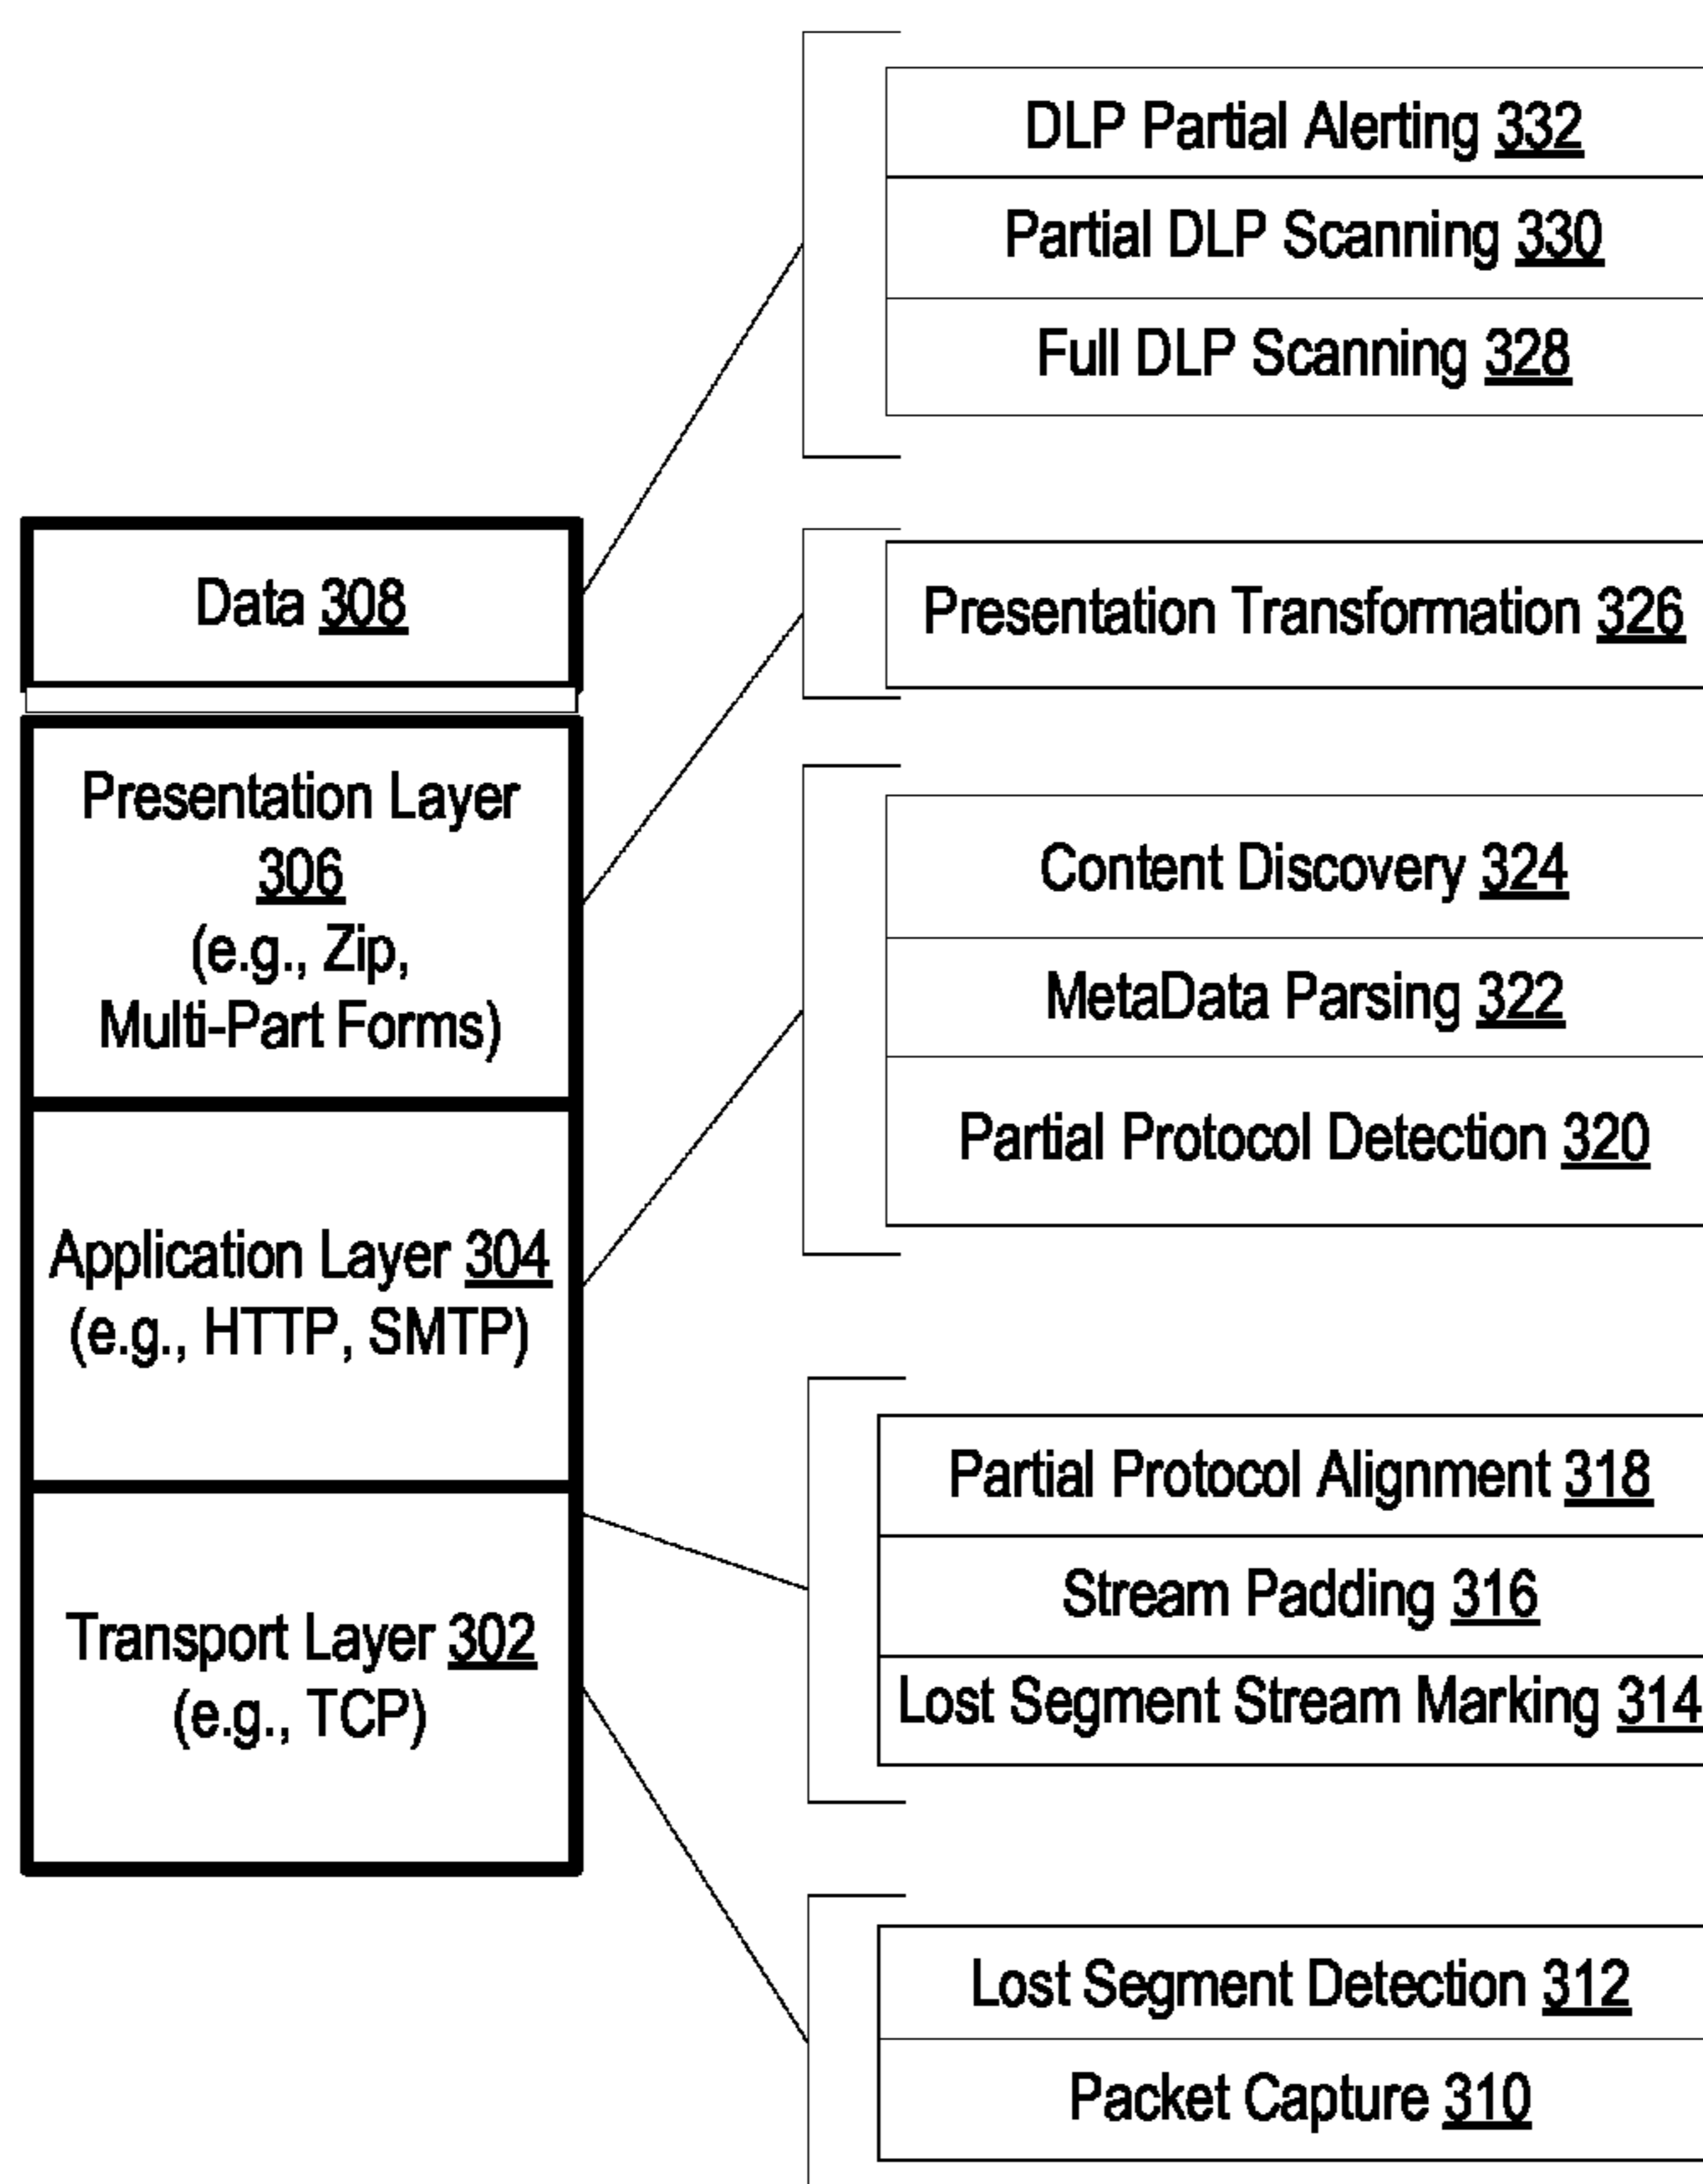 DLP Partial Alerting 332
Partial DLP Scanning 330
Full DLP Scanning 328
Data 308
Presentation Transformation 326
Presentation Layer
306
(e.g., Zip,
Multi-Part Forms)
Content Discovery 324
MetaData Parsing 322
Partial Protocol Detection 320
Application Layer 304
(e.g., HTTP, SMTP)
Partial Protocol Alignment 318
Stream Padding 316
Lost Segment Stream Marking 314
Transport Layer 302
(e.g., TCP)
Lost Segment Detection 312
Packet Capture 310